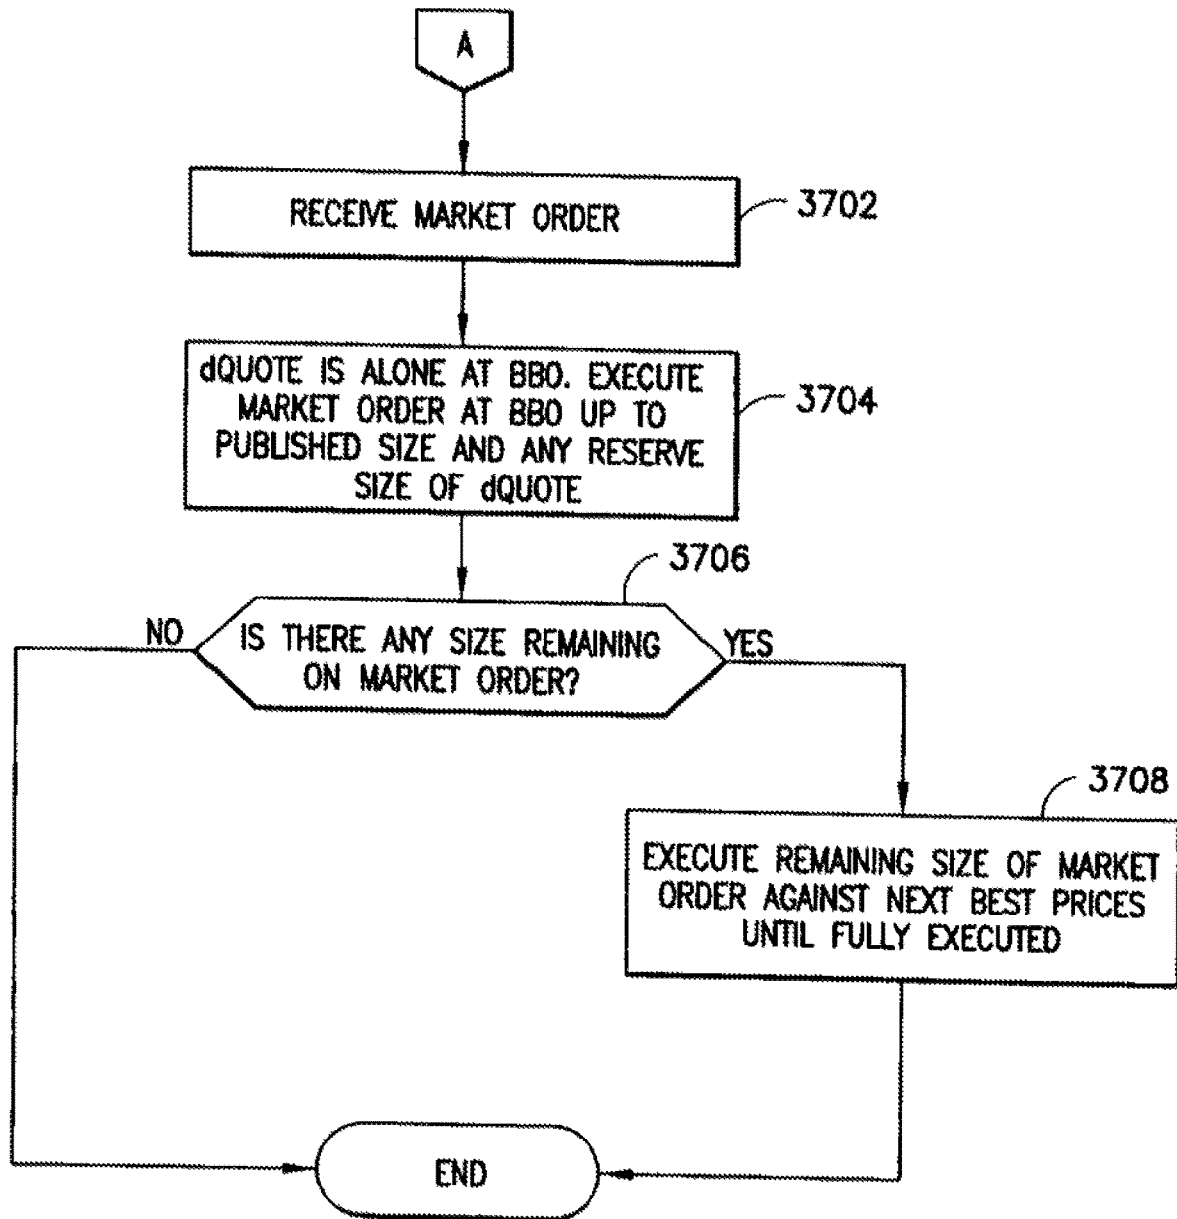 A
RECEIVE MARKET ORDER
3702
dQUOTE IS ALONE AT BBO. EXECUTE
MARKET ORDER AT BBO UP TO
PUBLISHED SIZE AND ANY RESERVE
SIZE OF dQUOTE
3704
3706
NO
IS THERE ANY SIZE REMAINING
ON MARKET ORDER?
YES
3708
EXECUTE REMAINING SIZE OF MARKET
ORDER AGAINST NEXT BEST PRICES
UNTIL FULLY EXECUTED
END